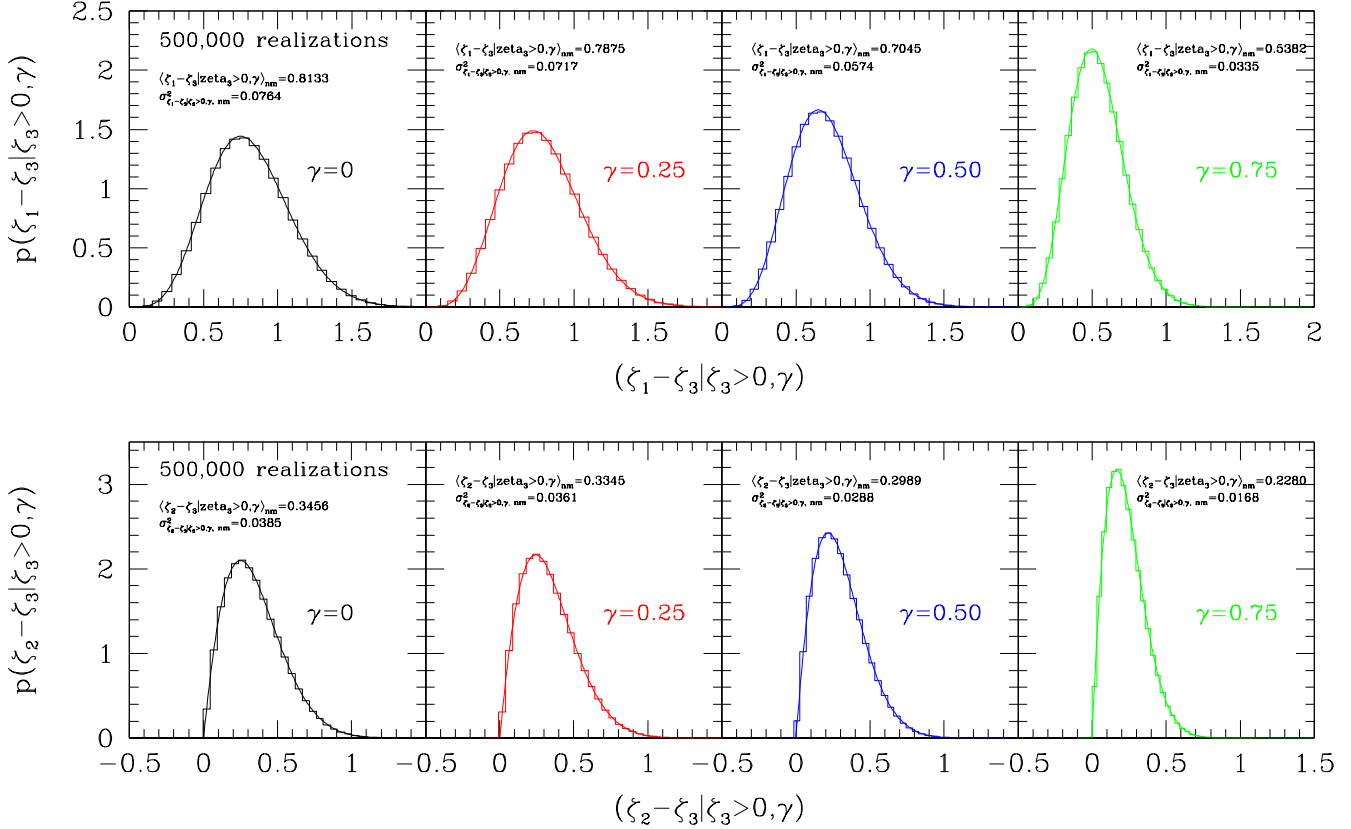 500,000 realizations
⟨ζ₁−ζ₃|zeta₃>0,γ⟩ₙₘ=0.8133
σ²ζ₁−ζ₃|ζ₃>0,γ, nm=0.0764
γ=0
⟨ζ₁−ζ₃|zeta₃>0,γ⟩ₙₘ=0.7875
σ²ζ₁−ζ₃|ζ₃>0,γ, nm=0.0717
γ=0.25
⟨ζ₁−ζ₃|zeta₃>0,γ⟩ₙₘ=0.7045
σ²ζ₁−ζ₃|ζ₃>0,γ, nm=0.0574
γ=0.50
⟨ζ₁−ζ₃|zeta₃>0,γ⟩ₙₘ=0.5382
σ²ζ₁−ζ₃|ζ₃>0,γ, nm=0.0335
γ=0.75
2.5
2
1.5
1
0.5
0
p(ζ₁−ζ₃|ζ₃>0,γ)
0 0.5 1 1.5 0 0.5 1 1.5 0 0.5 1 1.5 0 0.5 1 1.5 2
(ζ₁−ζ₃|ζ₃>0,γ)
500,000 realizations
⟨ζ₂−ζ₃|zeta₃>0,γ⟩ₙₘ=0.3456
σ²ζ₂−ζ₃|ζ₃>0,γ, nm=0.0385
γ=0
⟨ζ₂−ζ₃|zeta₃>0,γ⟩ₙₘ=0.3345
σ²ζ₂−ζ₃|ζ₃>0,γ, nm=0.0361
γ=0.25
⟨ζ₂−ζ₃|zeta₃>0,γ⟩ₙₘ=0.2989
σ²ζ₂−ζ₃|ζ₃>0,γ, nm=0.0288
γ=0.50
⟨ζ₂−ζ₃|zeta₃>0,γ⟩ₙₘ=0.2280
σ²ζ₂−ζ₃|ζ₃>0,γ, nm=0.0168
γ=0.75
3
2
1
0
p(ζ₂−ζ₃|ζ₃>0,γ)
−0.5 0 0.5 1 −0.5 0 0.5 1 −0.5 0 0.5 1 −0.5 0 0.5 1 1.5
(ζ₂−ζ₃|ζ₃>0,γ)